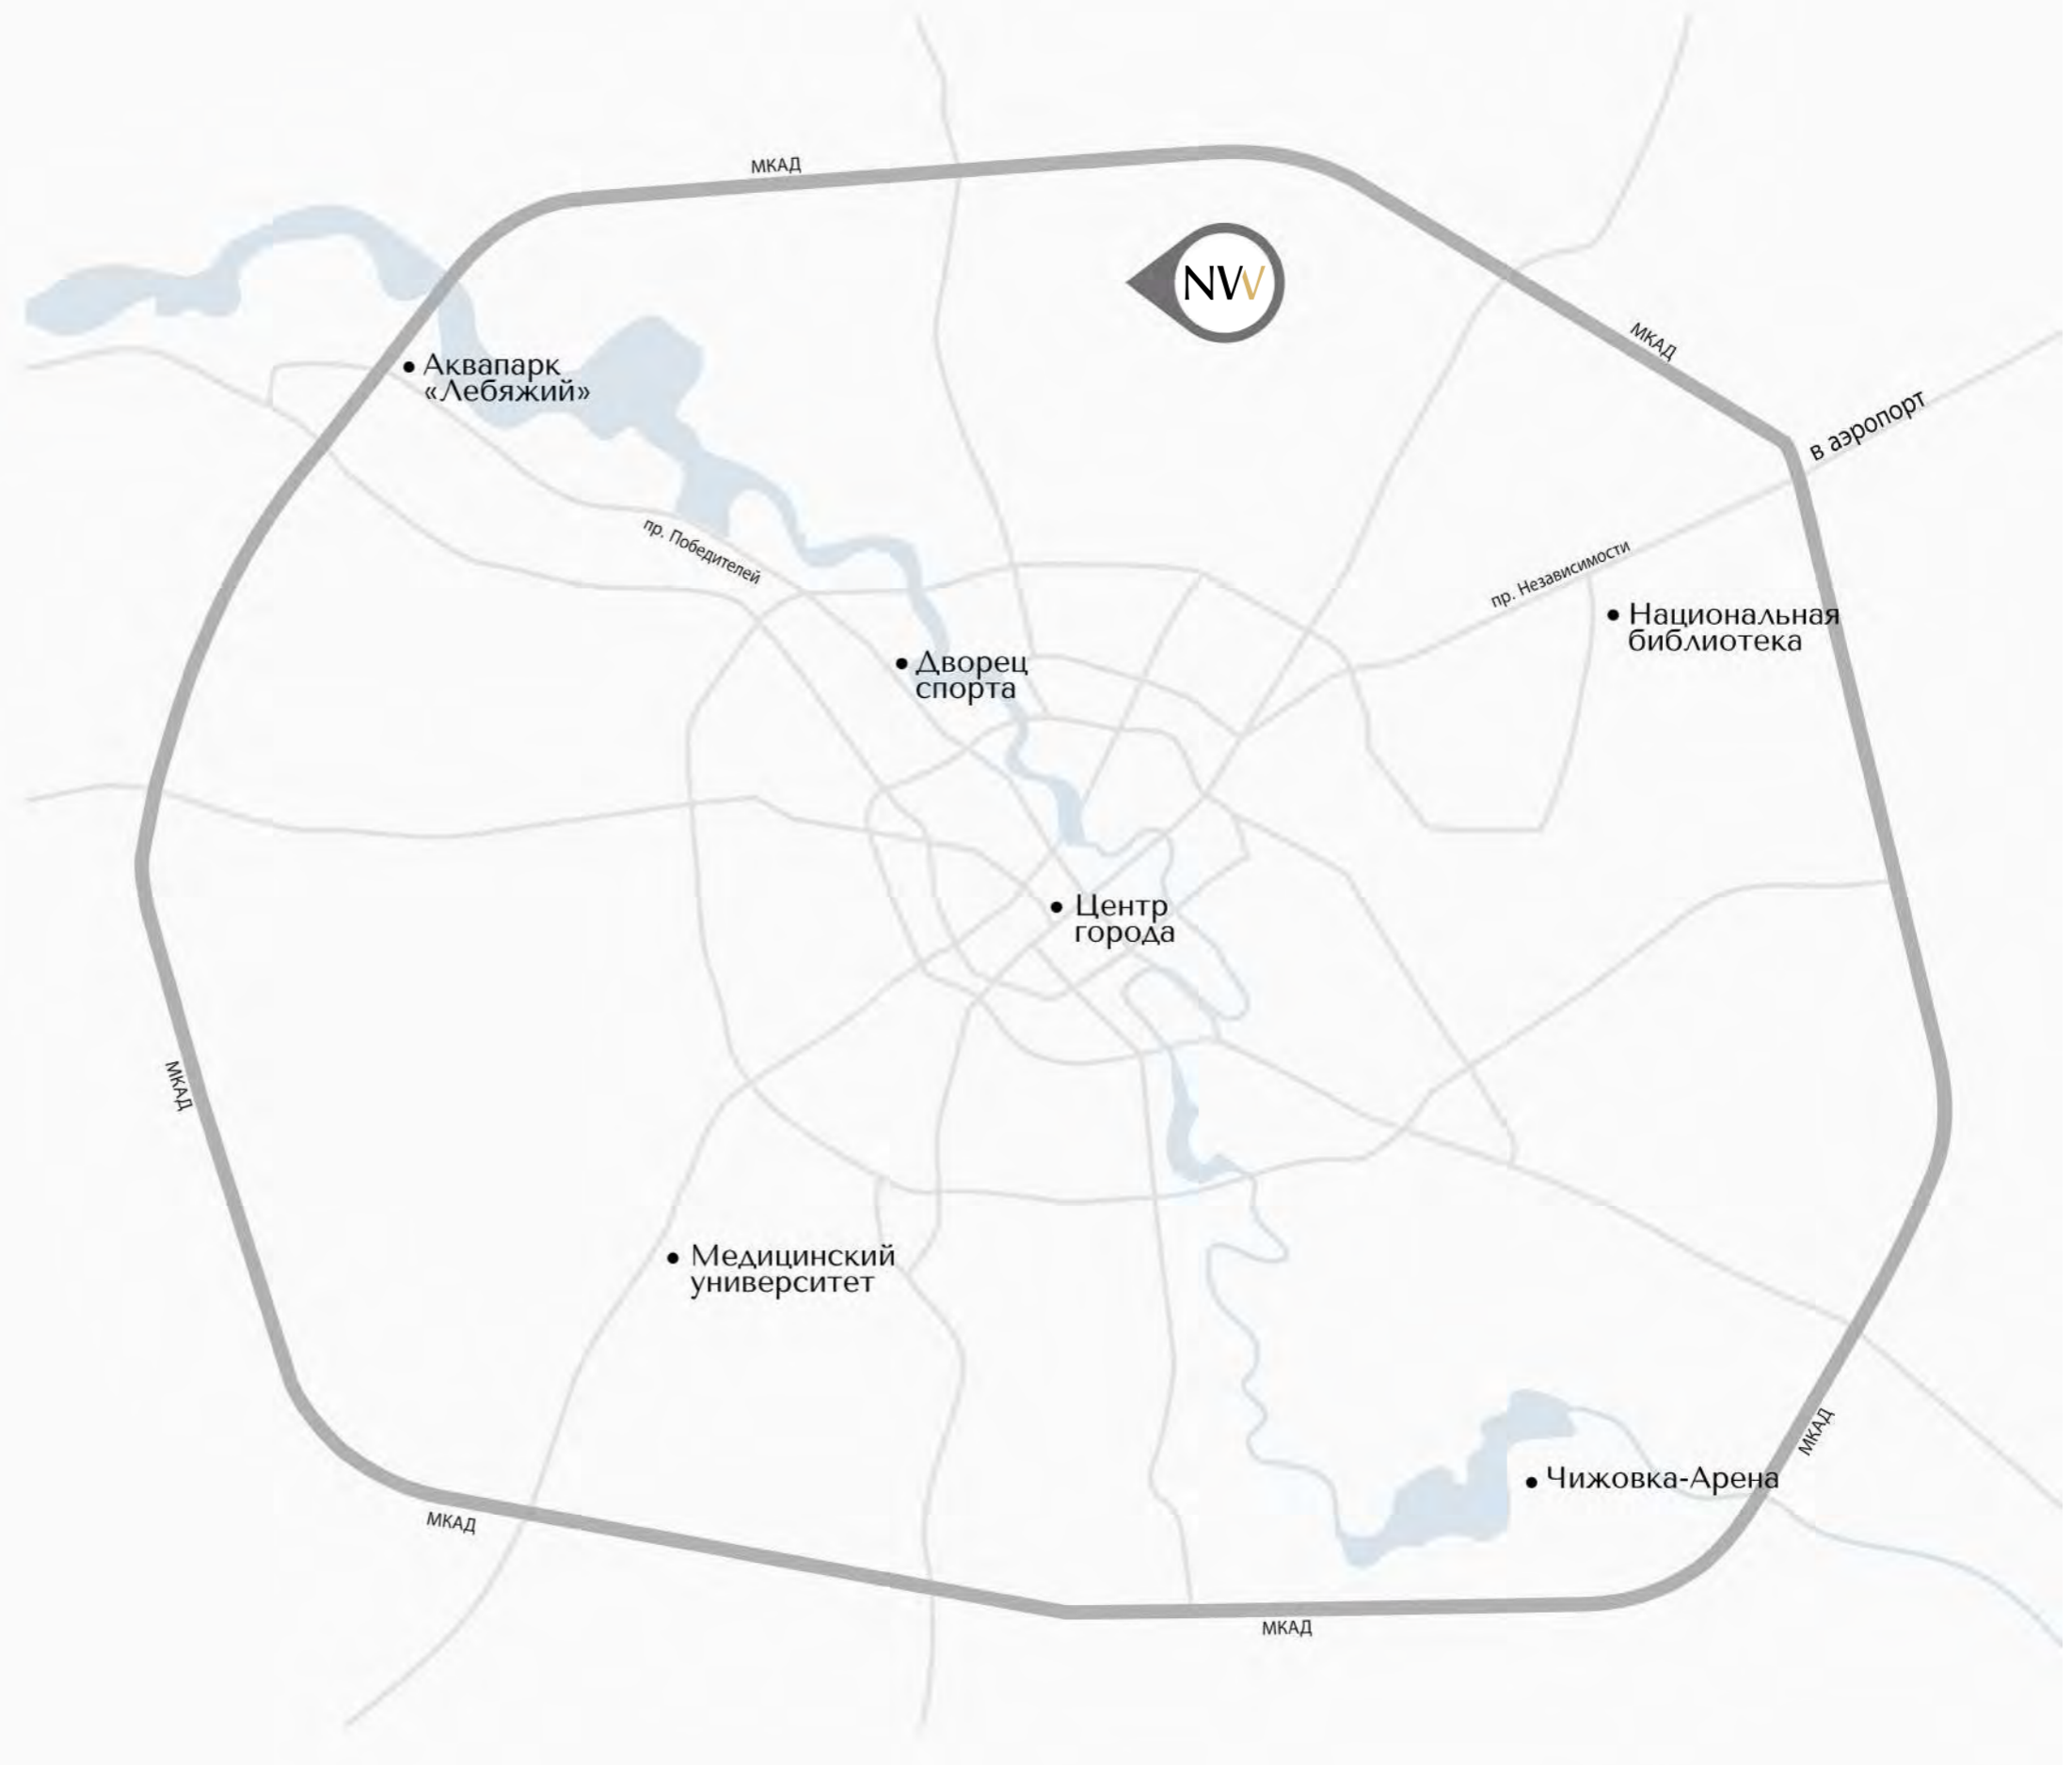 МКАД
NW
МКАД
Аквапарк
«Лебяжий»
в аэропорт
пр. Победителей
пр. Независимости
Национальная
библиотека
Дворец
спорта
Центр
города
МКАД
Медицинский
университет
МКАД
Чижовка-Арена
МКАД
МКАД